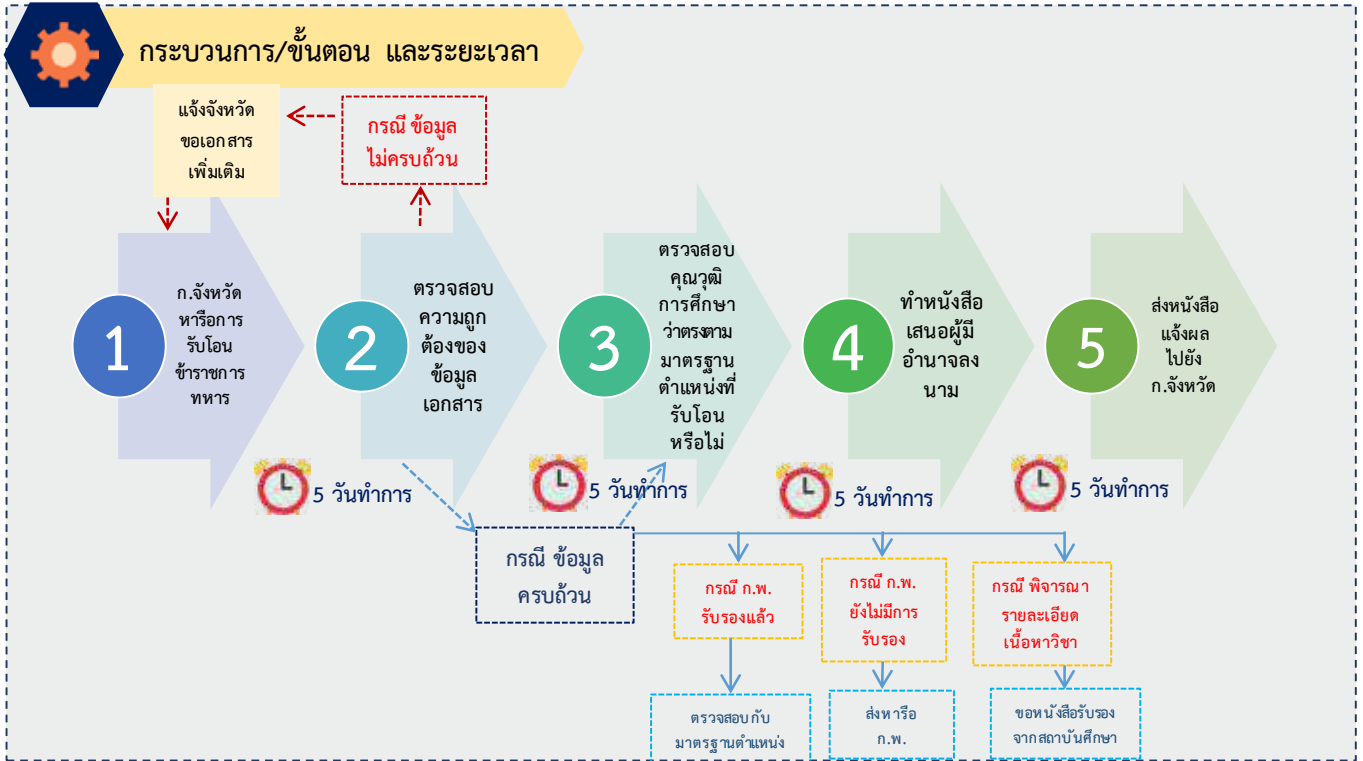 กระบวนการ/ขั้นตอน และระยะเวลา
แจ้งจังหวัด
ขอเอกสาร
เพิ่มเติม
กรณี ข้อมูล
ไม่ครบถ้วน
1
ก.จังหวัด
หารือการ
รับโอน
ข้าราชการ
ทหาร
2
ตรวจสอบ
ความถูก
ต้องของ
ข้อมูล
เอกสาร
3
ตรวจสอบ
คุณวุฒิ
การศึกษา
ว่าตรงตาม
มาตรฐาน
ตำแหน่งที่
รับโอน
หรือไม่
4
ทำหนังสือ
เสนอผู้มี
อำนาจลง
นาม
5
ส่งหนังสือ
แจ้งผล
ไปยัง
ก.จังหวัด
5 วันทำการ
5 วันทำการ
5 วันทำการ
5 วันทำการ
กรณี ข้อมูล
ครบถ้วน
กรณี ก.พ.
รับรองแล้ว
กรณี ก.พ.
ยังไม่มีการ
รับรอง
กรณี พิจารณา
รายละเอียด
เนื้อหาวิชา
ตรวจสอบกับ
มาตรฐานตำแหน่ง
ส่งหารือ
ก.พ.
ขอหนังสือรับรอง
จากสถาบันศึกษา